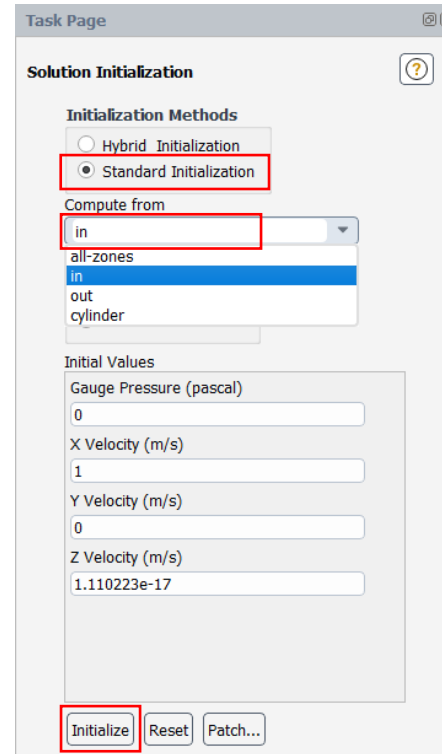 Task Page
Solution Initialization
?
Initialization Methods
Hybrid Initialization
Standard Initialization
Compute from
in
all-zones
in
out
cylinder
Initial Values
Gauge Pressure (pascal)
0
X Velocity (m/s)
1
Y Velocity (m/s)
0
Z Velocity (m/s)
1.110223e-17
Initialize Reset Patch...